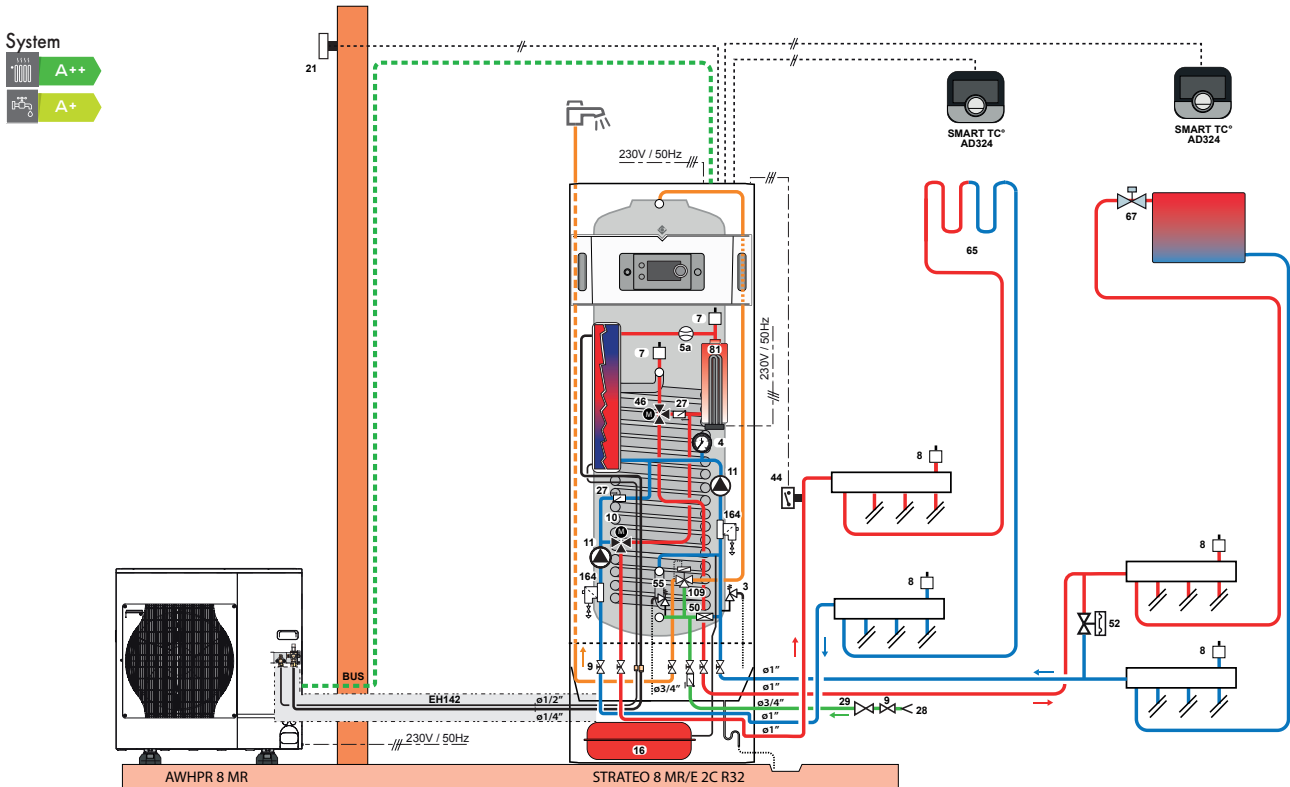 System
A++
A+
21
SMART TC°
AD324
SMART TC°
AD324
230V / 50Hz
67
65
7
5a
81
7
230V / 50Hz
46
M
27
4
8
11
44
27
10
164
M
11
8
8
55
3
164
109
50
52
8
9
ø1"
BUS
EH142
ø1/2"
ø3/4"
ø1"
ø3/4"
29
9
28
ø1/4"
ø1"
ø1"
230V / 50Hz
16
AWHPR 8 MR
STRATEO 8 MR/E 2C R32